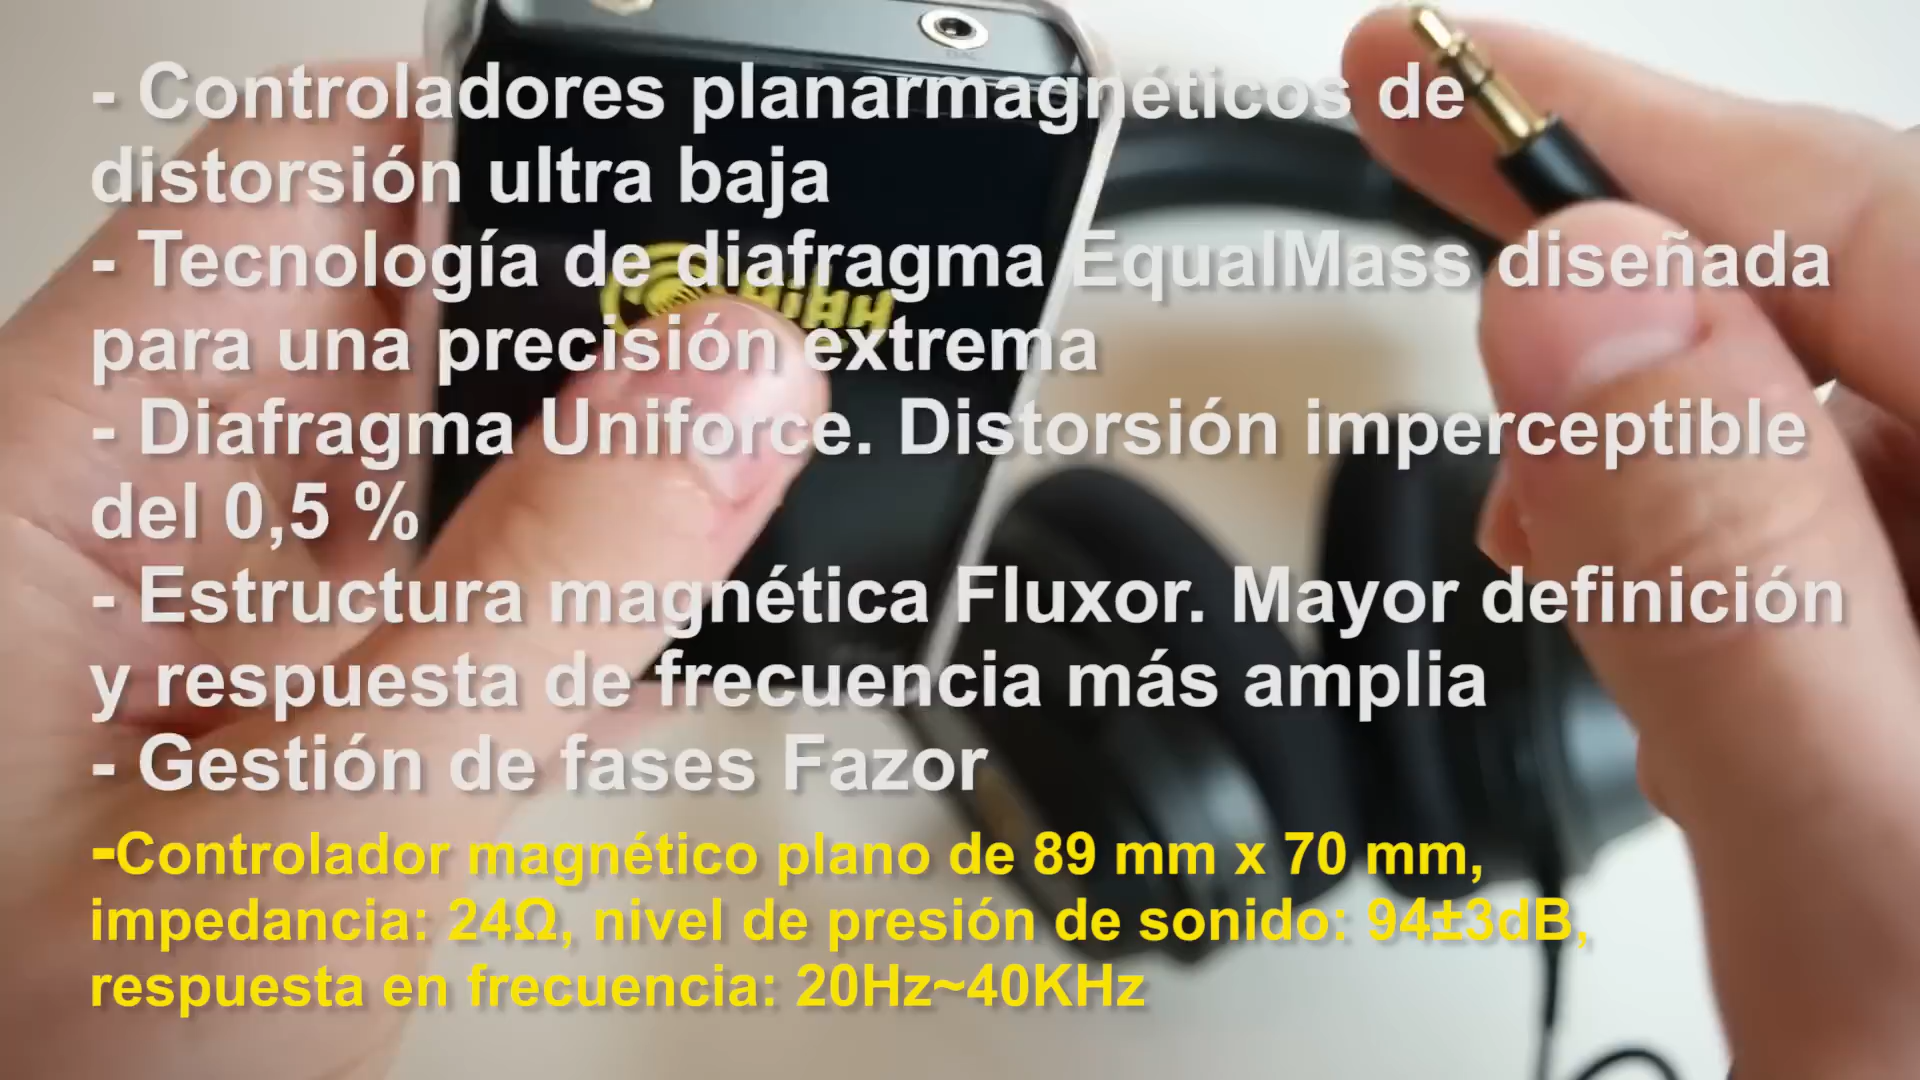 - Controladores planarmagnéticos de
distorsión ultra baja
- Tecnología de diafragma EqualMass diseñada
para una precisión extrema
- Diafragma Uniforce. Distorsión imperceptible
del 0,5 %
- Estructura magnética Fluxor. Mayor definición
y respuesta de frecuencia más amplia
- Gestión de fases Fazor
-Controlador magnético plano de 89 mm x 70 mm,
impedancia: 24Ω, nivel de presión de sonido: 94±3dB,
respuesta en frecuencia: 20Hz~40KHz